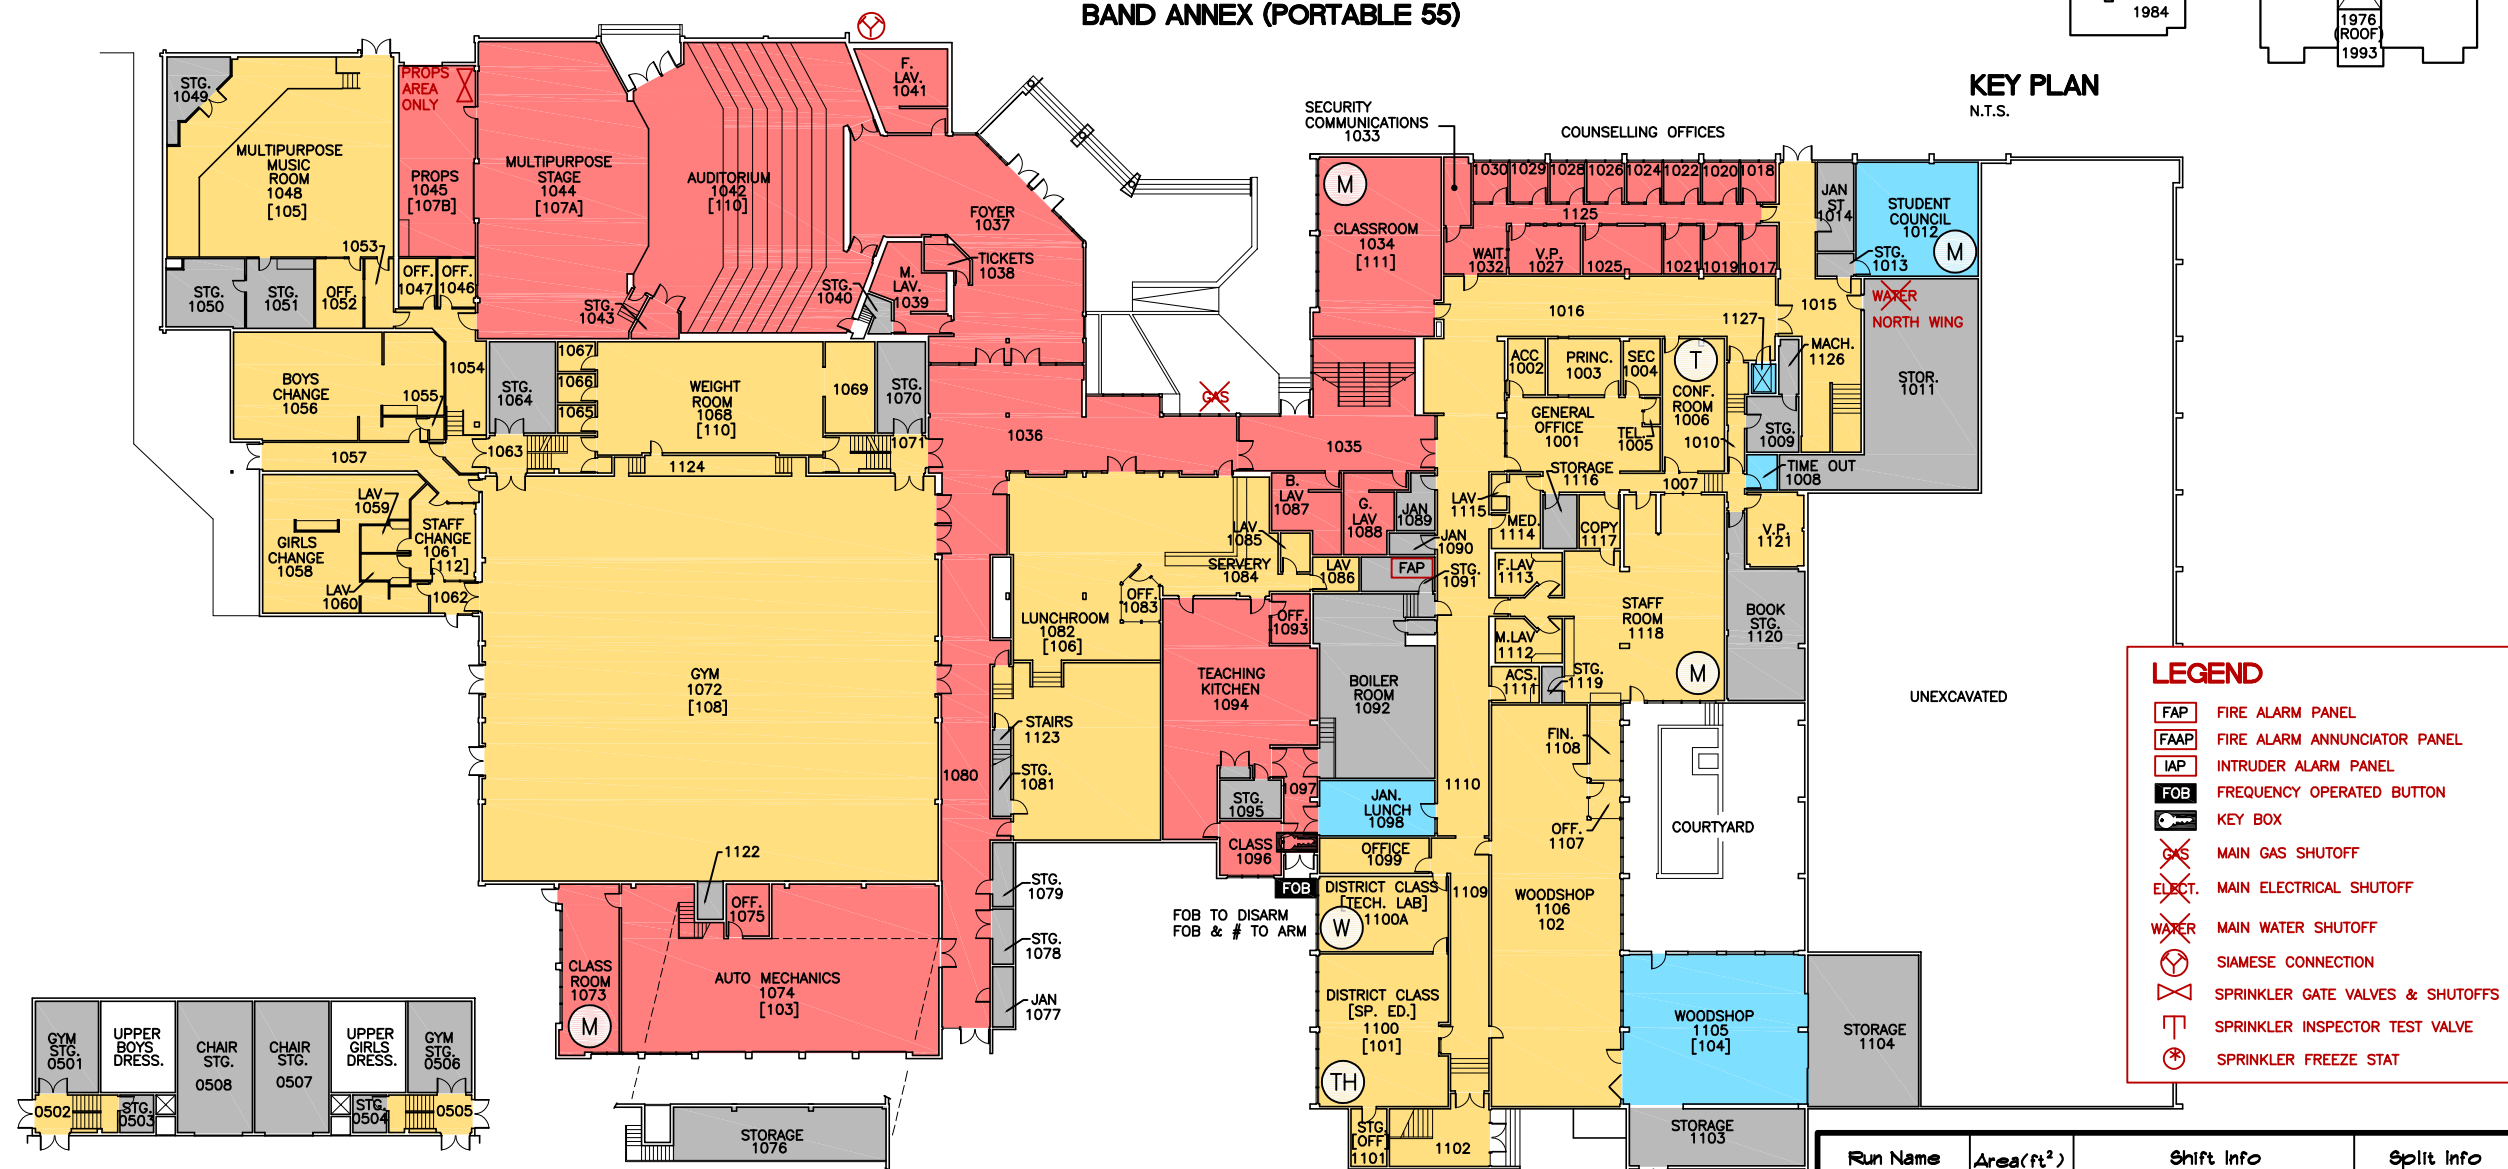 BAND ANNEX (PORTABLE 55)
1984
1976
(ROOF)
1993
KEY PLAN
N.T.S.
STG.
1049
MULTIPURPOSE
MUSIC
ROOM
1048
[105]
PROPS
AREA
ONLY
PROPS
1045
[107B]
MULTIPURPOSE
STAGE
1044
[107A]
AUDITORIUM
1042
[110]
F.
LAV.
1041
FOYER
1037
TICKETS
1038
M.
LAV.
1039
STG.
1040
STG.
1043
1053
OFF.
1047
OFF.
1046
STG.
1050
STG.
1051
OFF.
1052
SECURITY
COMMUNICATIONS
1033
COUNSELLING OFFICES
M
CLASSROOM
1034
[111]
1030
1029
1028
1026
1024
1022
1020
1018
1125
WAIT.
1032
V.P.
1027
1025
1021
1019
1017
JAN
ST
1014
STUDENT
COUNCIL
1012
M
STG.
1013
1015
1016
WATER
NORTH WING
1127
MACH.
1126
STOR.
1011
BOYS
CHANGE
1056
1054
1055
STG.
1064
1067
1066
1065
WEIGHT
ROOM
1068
[110]
1069
STG.
1070
1071
1063
1057
1124
1036
GAS
1035
ACC
1002
PRINC.
1003
SEC
1004
T
CONF.
ROOM
1006
GENERAL
OFFICE
1001
TEL.
1005
1010
STG.
1009
TIME OUT
1008
STORAGE
1116
1007
LAV
1115
MED.
1114
COPY
1117
V.P.
1121
LAV
1059
GIRLS
CHANGE
1058
STAFF
CHANGE
1061
[112]
LAV
1060
1062
B.
LAV
1087
G.
LAV
1088
JAN
1089
JAN
1090
LAV
1085
SERVERY
1084
LAV
1086
FAP
STG.
1091
OFF.
1083
LUNCHROOM
1082
[106]
OFF.
1093
F.LAV
1113
M.LAV
1112
STAFF
ROOM
1118
M
ACS.
1111
STG.
1119
BOOK
STG.
1120
GYM
1072
[108]
TEACHING
KITCHEN
1094
BOILER
ROOM
1092
UNEXCAVATED
STAIRS
1123
STG.
1081
1080
1097
STG.
1095
JAN.
LUNCH
1098
1110
FIN.
1108
OFF.
1107
COURTYARD
CLASS
1096
OFFICE
1099
1122
OFF.
1075
STG.
1079
STG.
1078
JAN
1077
FOB
FOB TO DISARM
FOB & # TO ARM
DISTRICT CLASS
[TECH. LAB]
1100A
W
1109
WOODSHOP
1106
102
CLASS
ROOM
1073
M
AUTO MECHANICS
1074
[103]
DISTRICT CLASS
[SP. ED.]
1100
[101]
TH
WOODSHOP
1105
[104]
STORAGE
1104
STORAGE
1103
STG.
[OFF]
1101
1102
STORAGE
1076
GYM
STG.
0501
UPPER
BOYS
DRESS.
CHAIR
STG.
0508
CHAIR
STG.
0507
UPPER
GIRLS
DRESS.
GYM
STG.
0506
0502
STG.
0503
STG.
0504
0505
LEGEND
FAP FIRE ALARM PANEL
FAAP FIRE ALARM ANNUNCIATOR PANEL
IAP INTRUDER ALARM PANEL
FOB FREQUENCY OPERATED BUTTON
KEY BOX
GAS MAIN GAS SHUTOFF
ELECT. MAIN ELECTRICAL SHUTOFF
WATER MAIN WATER SHUTOFF
SIAMESE CONNECTION
SPRINKLER GATE VALVES & SHUTOFFS
SPRINKLER INSPECTOR TEST VALVE
SPRINKLER FREEZE STAT
Run Name Area(ft²) Shift Info Split Info